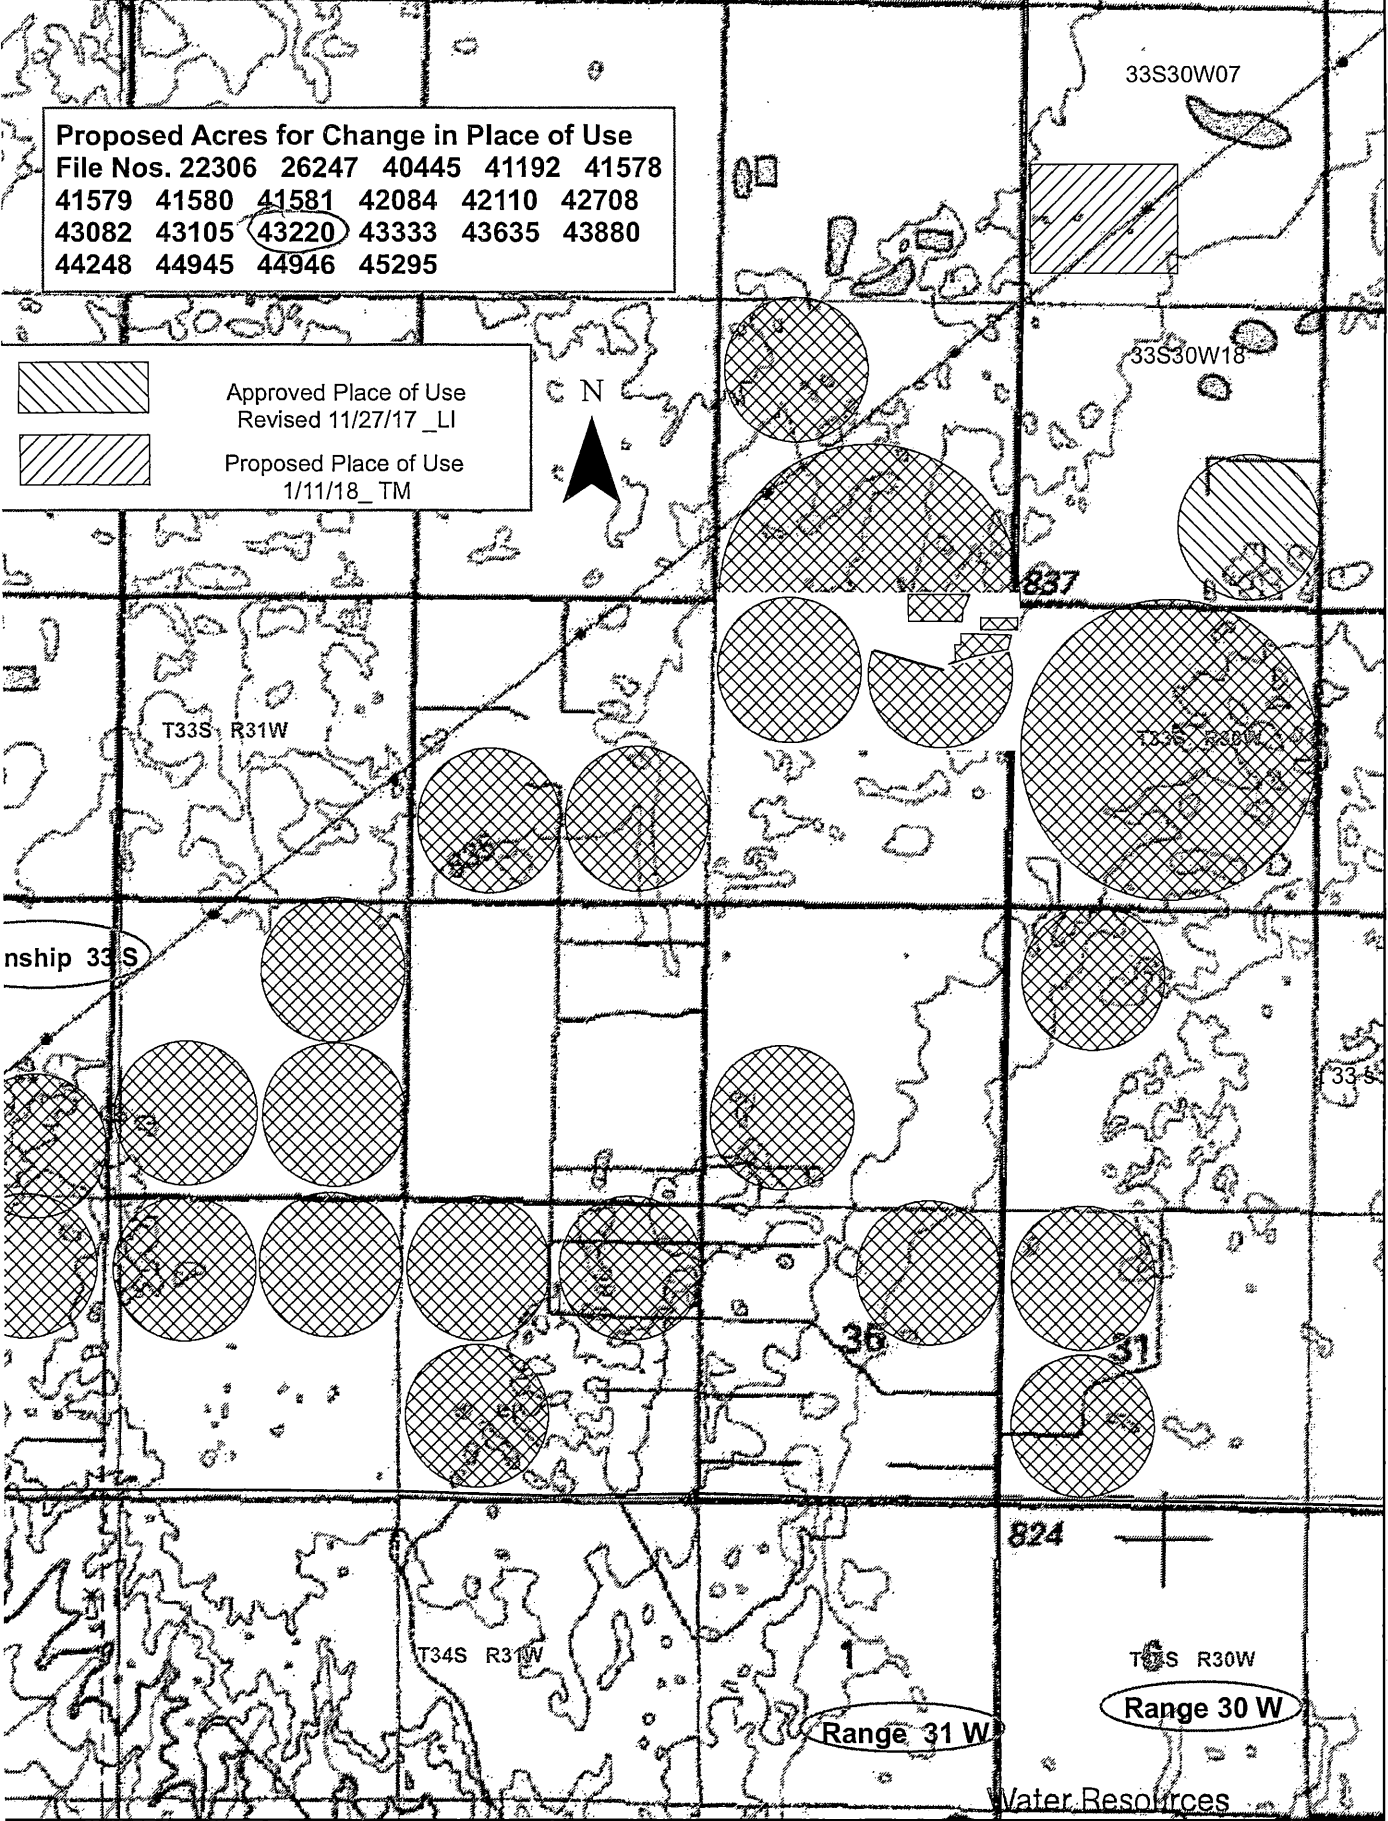 33S30W07
Proposed Acres for Change in Place of Use
File Nos. 22306 26247 40445 41192 41578
41579 41580 41581 42084 42110 42708
43082 43105 43220 43333 43635 43880
44248 44945 44946 45295
33S30W18
Approved Place of Use
Revised 11/27/17 _LI
N
Proposed Place of Use
1/11/18_ TM
837
T33S R31W
T33S R30W
835
nship 33 S
33 S
36
31
824
T34S R31W
1
S R30W
Range 30 W
Range 31 W
Water Resources